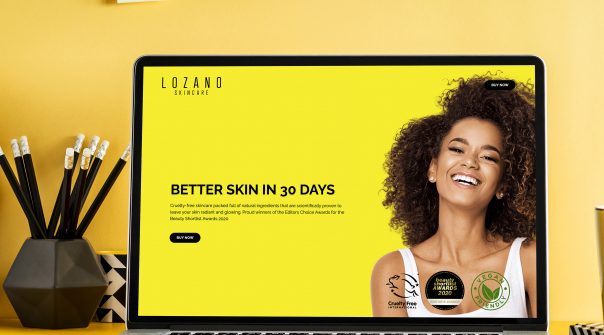 LOZANO
SKINCARE
BUY NOW
BETTER SKIN IN 30 DAYS
Cruelty-free skincare packed full of natural ingredients that are scientifically proven to
leave your skin radiant and glowing. Proud winners of the Editors Choice Awards for the
Beauty Shortlist Awards 2020
BUY NOW
Cruelty Free
INTERNATIONAL
beauty
shortlist
AWARDS
2020
VEGAN
FRIENDLY